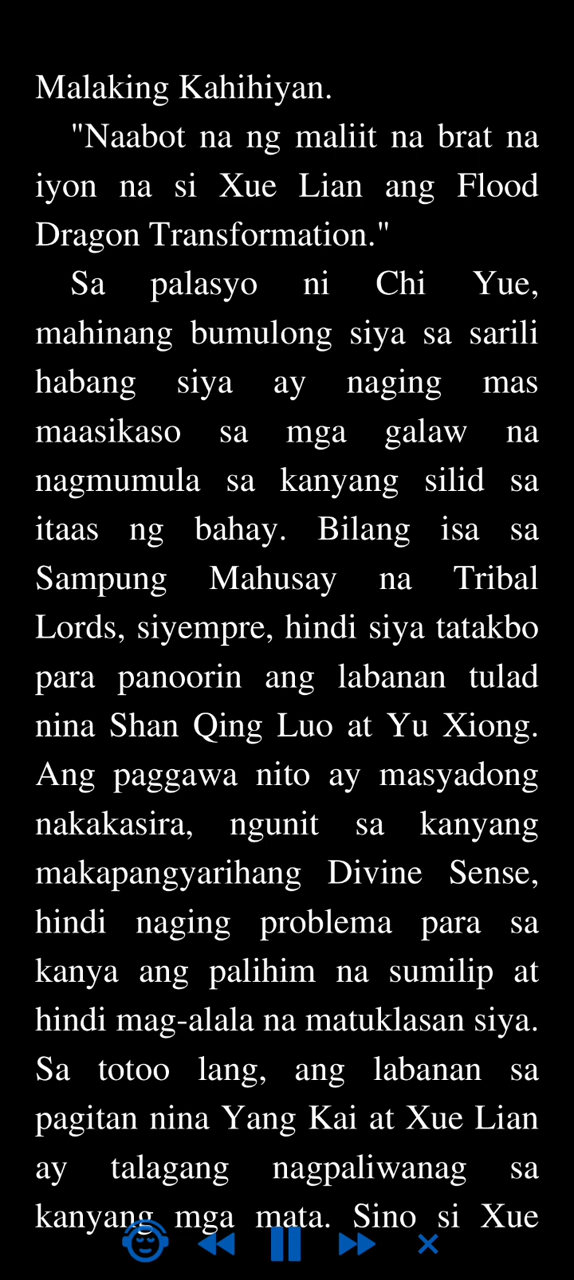 Malaking Kahihiyan.
"Naabot na ng maliit na brat na
iyon na si Xue Lian ang Flood
Dragon Transformation."
Sa palasyo ni Chi Yue,
mahinang bumulong siya sa sarili
habang siya ay naging mas
maasikaso sa mga galaw na
nagmumula sa kanyang silid sa
itaas ng bahay. Bilang isa sa
Sampung Mahusay na Tribal
Lords, siyempre, hindi siya tatakbo
para panoorin ang labanan tulad
nina Shan Qing Luo at Yu Xiong.
Ang paggawa nito ay masyadong
nakakasira, ngunit sa kanyang
makapangyarihang Divine Sense,
hindi naging problema para sa
kanya ang palihim na sumilip at
hindi mag-alala na matuklasan siya.
Sa totoo lang, ang labanan sa
pagitan nina Yang Kai at Xue Lian
ay talagang nagpaliwanag sa
kanyang mga mata. Sino si Xue